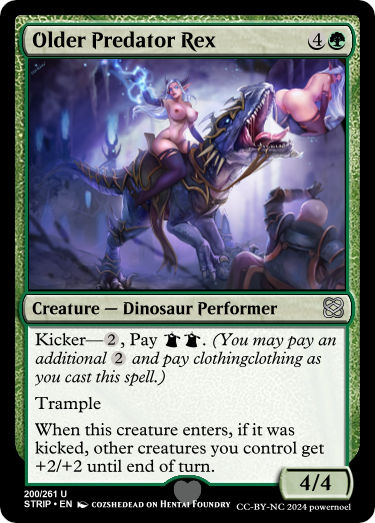 Older Predator Rex 4
Creature — Dinosaur Performer
Kicker—2, Pay . (You may pay an
additional 2 and pay clothingclothing as
you cast this spell.)
Trample
When this creature enters, if it was
kicked, other creatures you control get
+2/+2 until end of turn.
4/4
200/261 U
STRIP • EN cozshedead on Hentai Foundry
CC-BY-NC 2024 powernoel